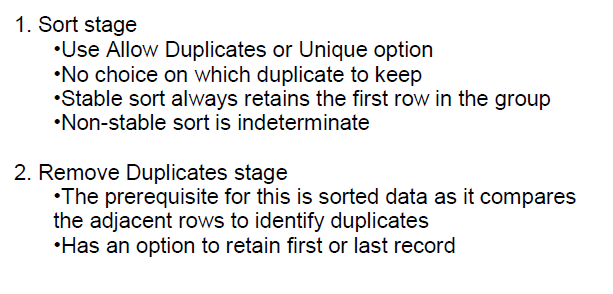 1. Sort stage
•Use Allow Duplicates or Unique option
•No choice on which duplicate to keep
•Stable sort always retains the first row in the group
•Non-stable sort is indeterminate
2. Remove Duplicates stage
•The prerequisite for this is sorted data as it compares
the adjacent rows to identify duplicates
•Has an option to retain first or last record